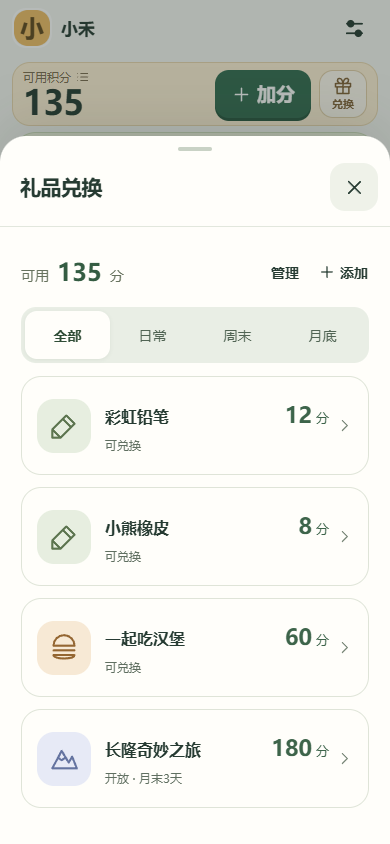 小 小禾
可用积分
135
+ 加分
兑换
礼品兑换
可用 135 分
管理 + 添加
全部 日常 周末 月底
彩虹铅笔
可兑换
12 分
小熊橡皮
可兑换
8 分
一起吃汉堡
可兑换
60 分
长隆奇妙之旅
开放 · 月末3天
180 分